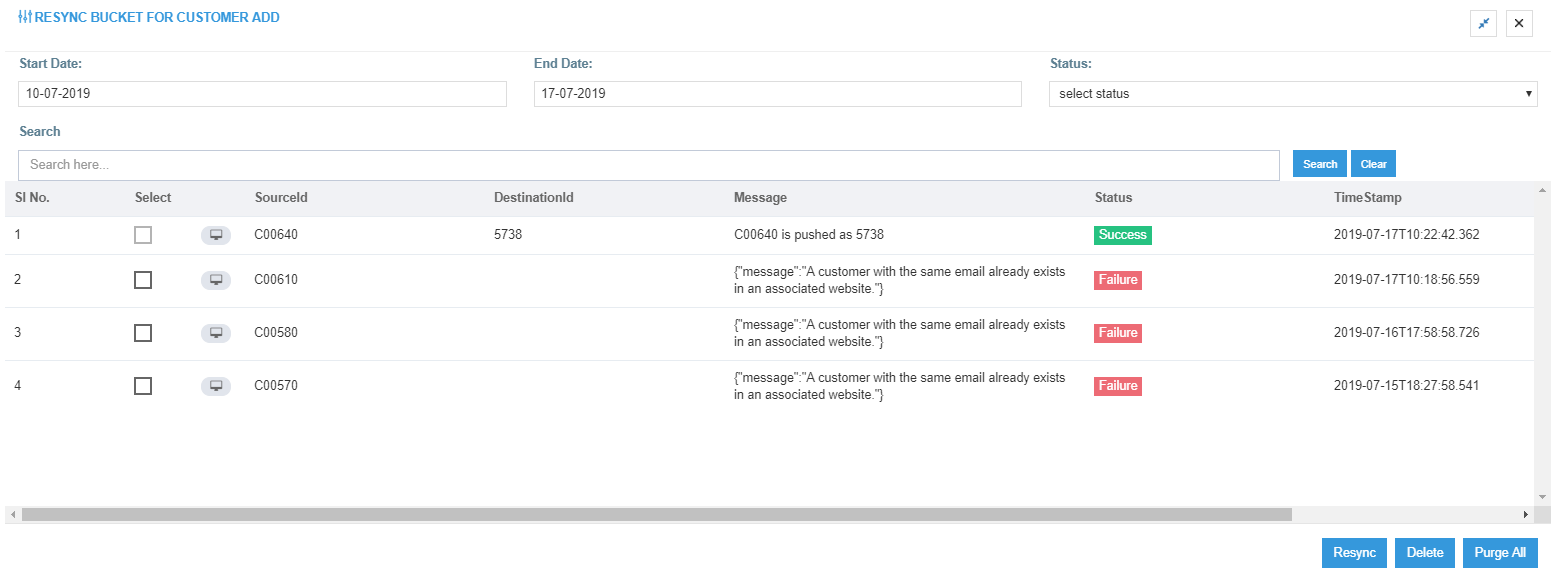 RESYNC BUCKET FOR CUSTOMER ADD
Start Date: End Date: Status:
10-07-2019 17-07-2019 select status
Search
Search here... Search Clear
Sl No. Select SourceId DestinationId Message Status TimeStamp
1 C00640 5738 C00640 is pushed as 5738 Success 2019-07-17T10:22:42.362
2 C00610 {"message":"A customer with the same email already exists Failure 2019-07-17T10:18:56.559
in an associated website."}
3 C00580 {"message":"A customer with the same email already exists Failure 2019-07-16T17:58:58.726
in an associated website."}
4 C00570 {"message":"A customer with the same email already exists Failure 2019-07-15T18:27:58.541
in an associated website."}
Resync Delete Purge All